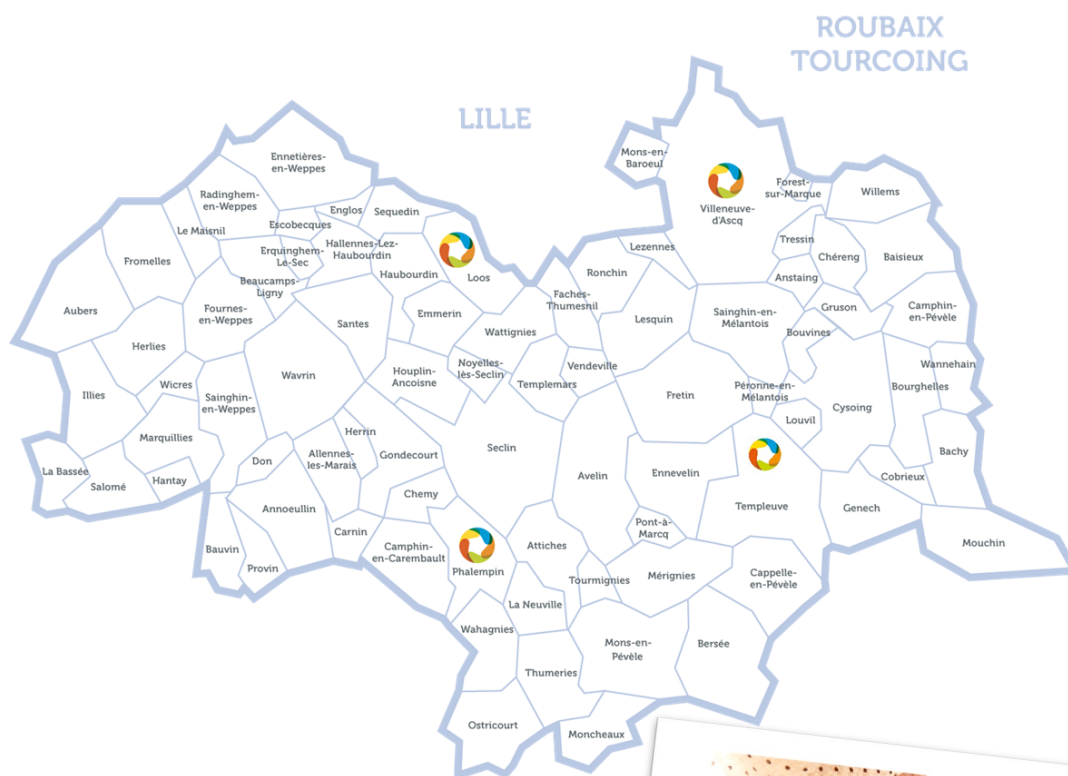 ROUBAIX
TOURCOING
LILLE
Mons-en-
Baroeul
Ennetières-
en-Weppes
Forest-
sur-Marque
Willems
Radinghem-
en-Weppes
Villeneuve-
d'Ascq
Englos
Sequedin
Le Maisnil
Escobecques
Tressin
Lezennes
Hallennes-Lez-
Haubourdin
Erquinghem-
Le-Sec
Chéreng
Baisieux
Fromelles
Haubourdin
Loos
Ronchin
Anstaing
Beaucamps-
Ligny
Faches-
Thumesnil
Aubers
Fournes-
en-Weppes
Emmerin
Gruson
Camphin-
en-Pévèle
Santes
Lesquin
Sainghin-en-
Mélantois
Wattignies
Bouvines
Herlies
Noyelles-
lès-Seclin
Vendeville
Wannehain
Houplin-
Ancoisne
Wavrin
Wicres
Templemars
Péronne-en-
Mélantois
Bourghelles
Illies
Sainghin-
en-Weppes
Fretin
Cysoing
Louvil
Marquillies
Herrin
Seclin
Bachy
Allennes-
les-Marais
Gondecourt
Don
La Bassée
Salomé
Hantay
Avelin
Ennevelin
Cobrieux
Chemy
Annoeullin
Templeuve
Genech
Carnin
Pont-à-
Marcq
Bauvin
Camphin-
en-Carembault
Attiches
Mouchin
Provin
Phalempin
Tourmignies
Mérignies
Cappelle-
en-Pévèle
La Neuville
Wahagnies
Mons-en-
Pévèle
Bersée
Thumeries
Ostricourt
Moncheaux